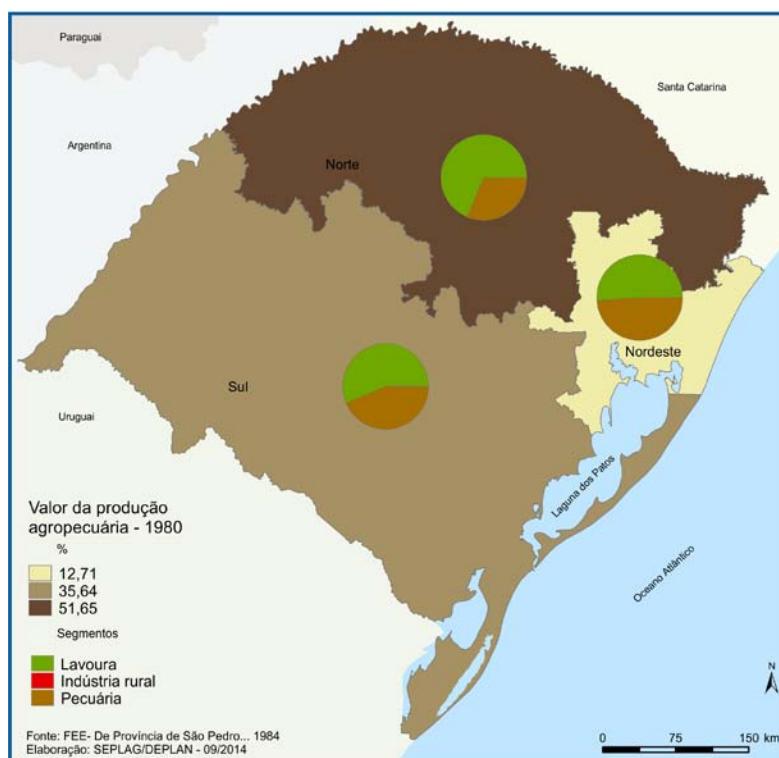 Paraguai
Santa Catarina
Argentina
Norte
Nordeste
Sul
Uruguai
Laguna dos Patos
Oceano Atlântico
Valor da produção
agropecuária - 1980
%
12,71
35,64
51,65
Segmentos
Lavoura
Indústria rural
Pecuária
Fonte: FEE- De Província de São Pedro... 1984
Elaboração: SEPLAG/DEPLAN - 09/2014
N
0 75 150 km